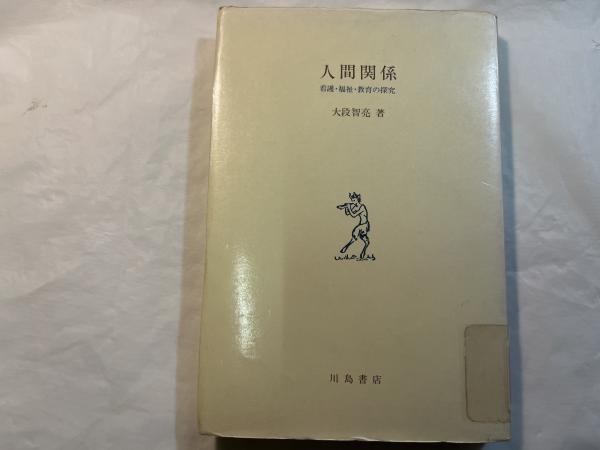 人間関係
看護・福祉・教育の探究
大段智亮 著
川島書店